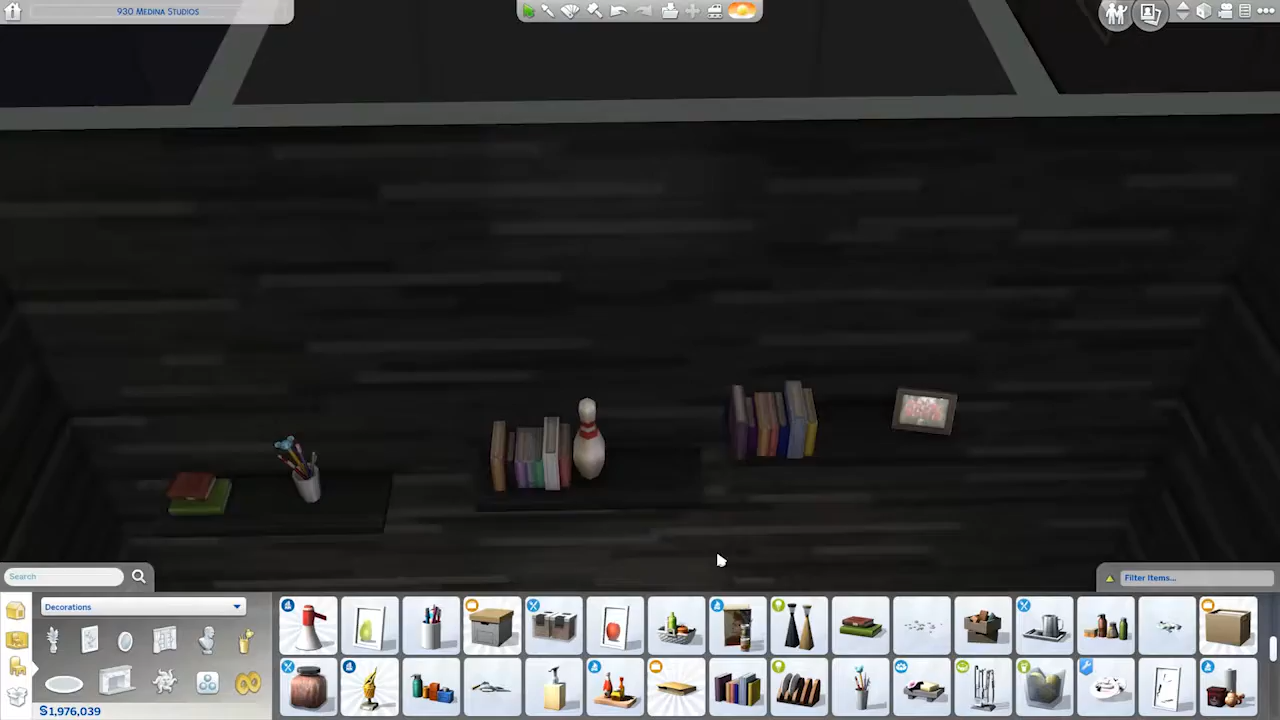 930 Medina Studios
Search
Filter Items...
Decorations
§1,976,039